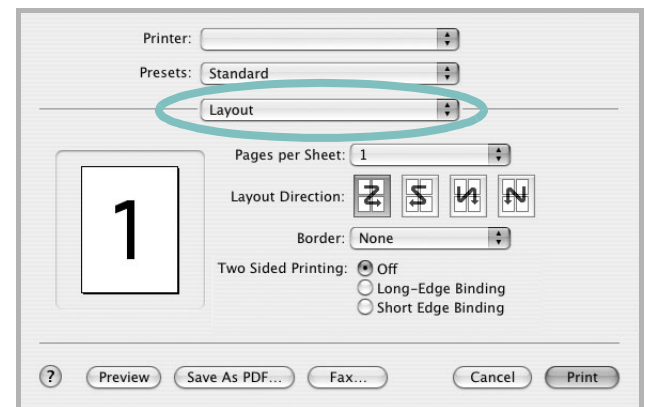 Printer:
Presets: Standard
Layout
Pages per Sheet: 1
Layout Direction:
Border: None
Two Sided Printing: Off
Long-Edge Binding
Short Edge Binding
1
? Preview Save As PDF... Fax... Cancel Print